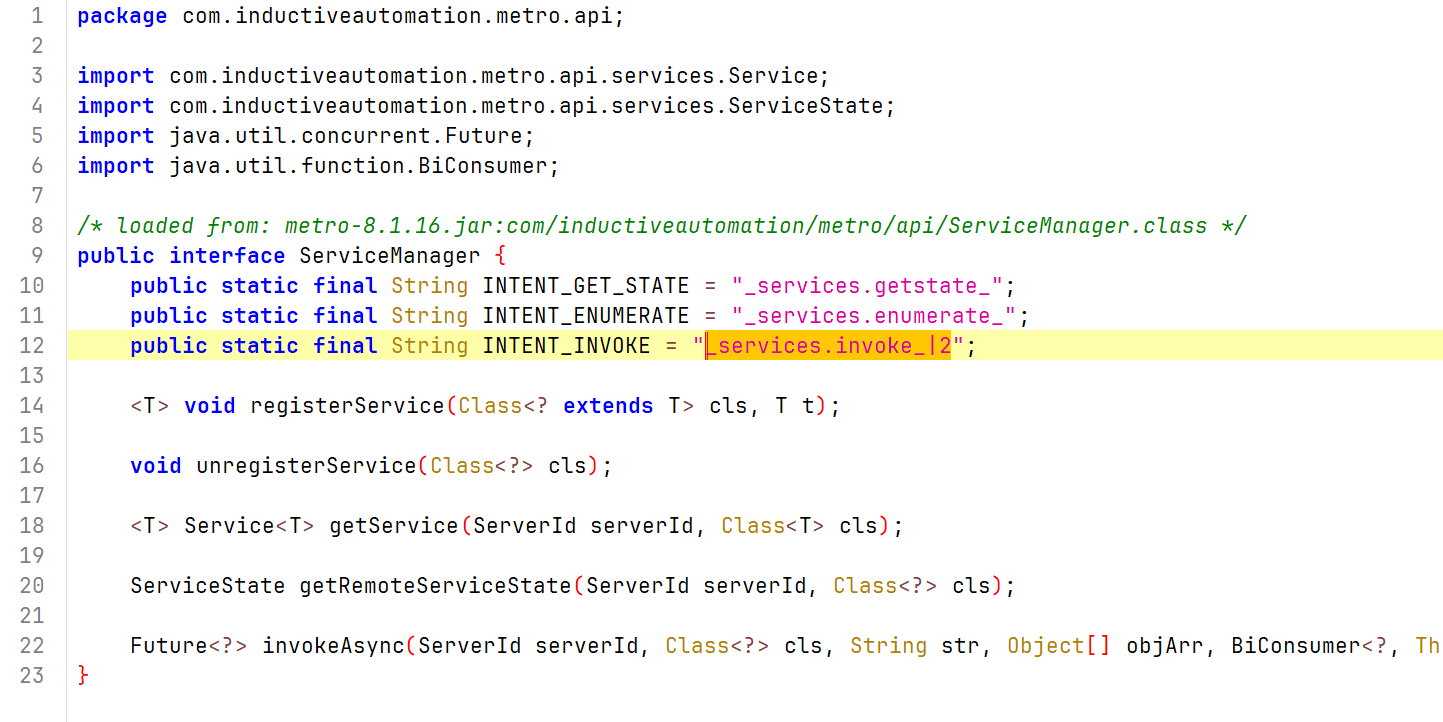 1 package com.inductiveautomation.metro.api;
2
3 import com.inductiveautomation.metro.api.services.Service;
4 import com.inductiveautomation.metro.api.services.ServiceState;
5 import java.util.concurrent.Future;
6 import java.util.function.BiConsumer;
7
8 /* loaded from: metro-8.1.16.jar:com/inductiveautomation/metro/api/ServiceManager.class */
9 public interface ServiceManager {
10 public static final String INTENT_GET_STATE = "_services.getstate_";
11 public static final String INTENT_ENUMERATE = "_services.enumerate_";
12 public static final String INTENT_INVOKE = "_services.invoke_|2";
13
14 <T> void registerService(Class<? extends T> cls, T t);
15
16 void unregisterService(Class<?> cls);
17
18 <T> Service<T> getService(ServerId serverId, Class<T> cls);
19
20 ServiceState getRemoteServiceState(ServerId serverId, Class<?> cls);
21
22 Future<?> invokeAsync(ServerId serverId, Class<?> cls, String str, Object[] objArr, BiConsumer<?, Th
23 }